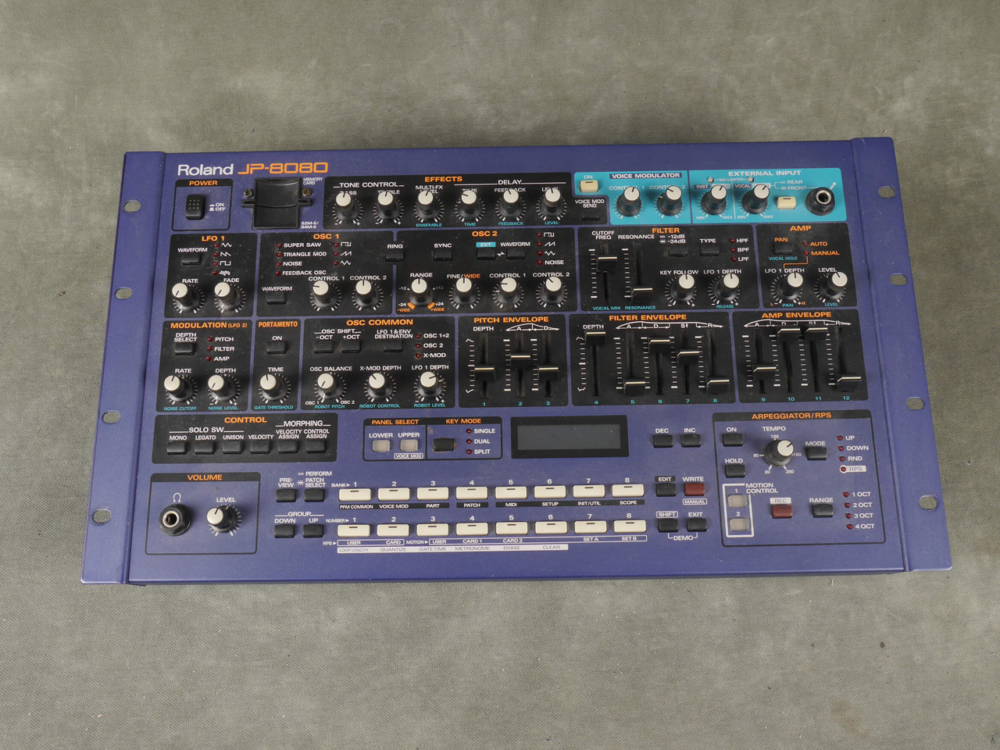 Roland JP-8080
POWER
ON
OFF
MEMORY CARD
S2M-5/
S4M-5
EFFECTS
TONE CONTROL
DELAY
MULTI-FX
ENSEMBLE
TIME
FEEDBACK
LEVEL
VOICE MODULATOR
ON
VOICE MOD SEND
EXTERNAL INPUT
INST
VOCAL
REAR
FRONT
MIN MAX
MIN MAX
LFO 1
WAVEFORM
RATE
FADE
OSC 1
SUPER SAW
TRIANGLE MOD
NOISE
FEEDBACK OSC
WAVEFORM
CONTROL 1
CONTROL 2
OSC 2
RING
SYNC
EXT
WAVEFORM
NOISE
RANGE
-12 +12
-24 +24
-WIDE +WIDE
FINE/WIDE
CONTROL 1
CONTROL 2
FILTER
CUTOFF FREQ
RESONANCE
-12dB
-24dB
TYPE
HPF
BPF
LPF
KEY FOLLOW
LFO 1 DEPTH
VOCAL MIX
RESONANCE
RELEASE
AMP
PAN
AUTO
MANUAL
VOCAL HOLD
LFO 1 DEPTH
LEVEL
L PAN R
LEVEL
MODULATION (LFO 2)
DEPTH SELECT
PITCH
FILTER
AMP
RATE
DEPTH
NOISE CUTOFF
NOISE LEVEL
PORTAMENTO
ON
TIME
GATE THRESHOLD
OSC COMMON
OSC SHIFT
-OCT +OCT
LFO 1 & ENV DESTINATION
OSC 1+2
OSC 2
X-MOD
OSC BALANCE
X-MOD DEPTH
LFO 1 DEPTH
OSC 1 OSC 2
ROBOT PITCH
ROBOT CONTROL
ROBOT LEVEL
PITCH ENVELOPE
DEPTH A D
1 2 3
FILTER ENVELOPE
DEPTH A D S R
4 5 6 7 8
AMP ENVELOPE
A D S R
9 10 11 12
CONTROL
SOLO SW
MORPHING
MONO
LEGATO
UNISON
VELOCITY
VELOCITY ASSIGN
CONTROL ASSIGN
PANEL SELECT
LOWER UPPER
VOICE MOD
KEY MODE
SINGLE
DUAL
SPLIT
DEC
INC
ARPEGGIATOR/RPS
ON
TEMPO
120
90 150
20 250
MODE
UP
DOWN
RND
RPS
HOLD
MOTION CONTROL
1
2
REC
RANGE
1 OCT
2 OCT
3 OCT
4 OCT
VOLUME
LEVEL
PRE-VIEW
PERFORM
PATCH SELECT
GROUP
DOWN UP
BANK 1 2 3 4 5 6 7 8
PFM COMMON VOICE MOD PART PATCH MIDI SETUP INIT/UTIL SCOPE
NUMBER 1 2 3 4 5 6 7 8
RPS USER CARD MOTION USER CARD 1 CARD 2 SET A SET B
LOOP LENGTH QUANTIZE GATE TIME METRONOME ERASE CLEAR
EDIT
WRITE
MANUAL
SHIFT
EXIT
DEMO